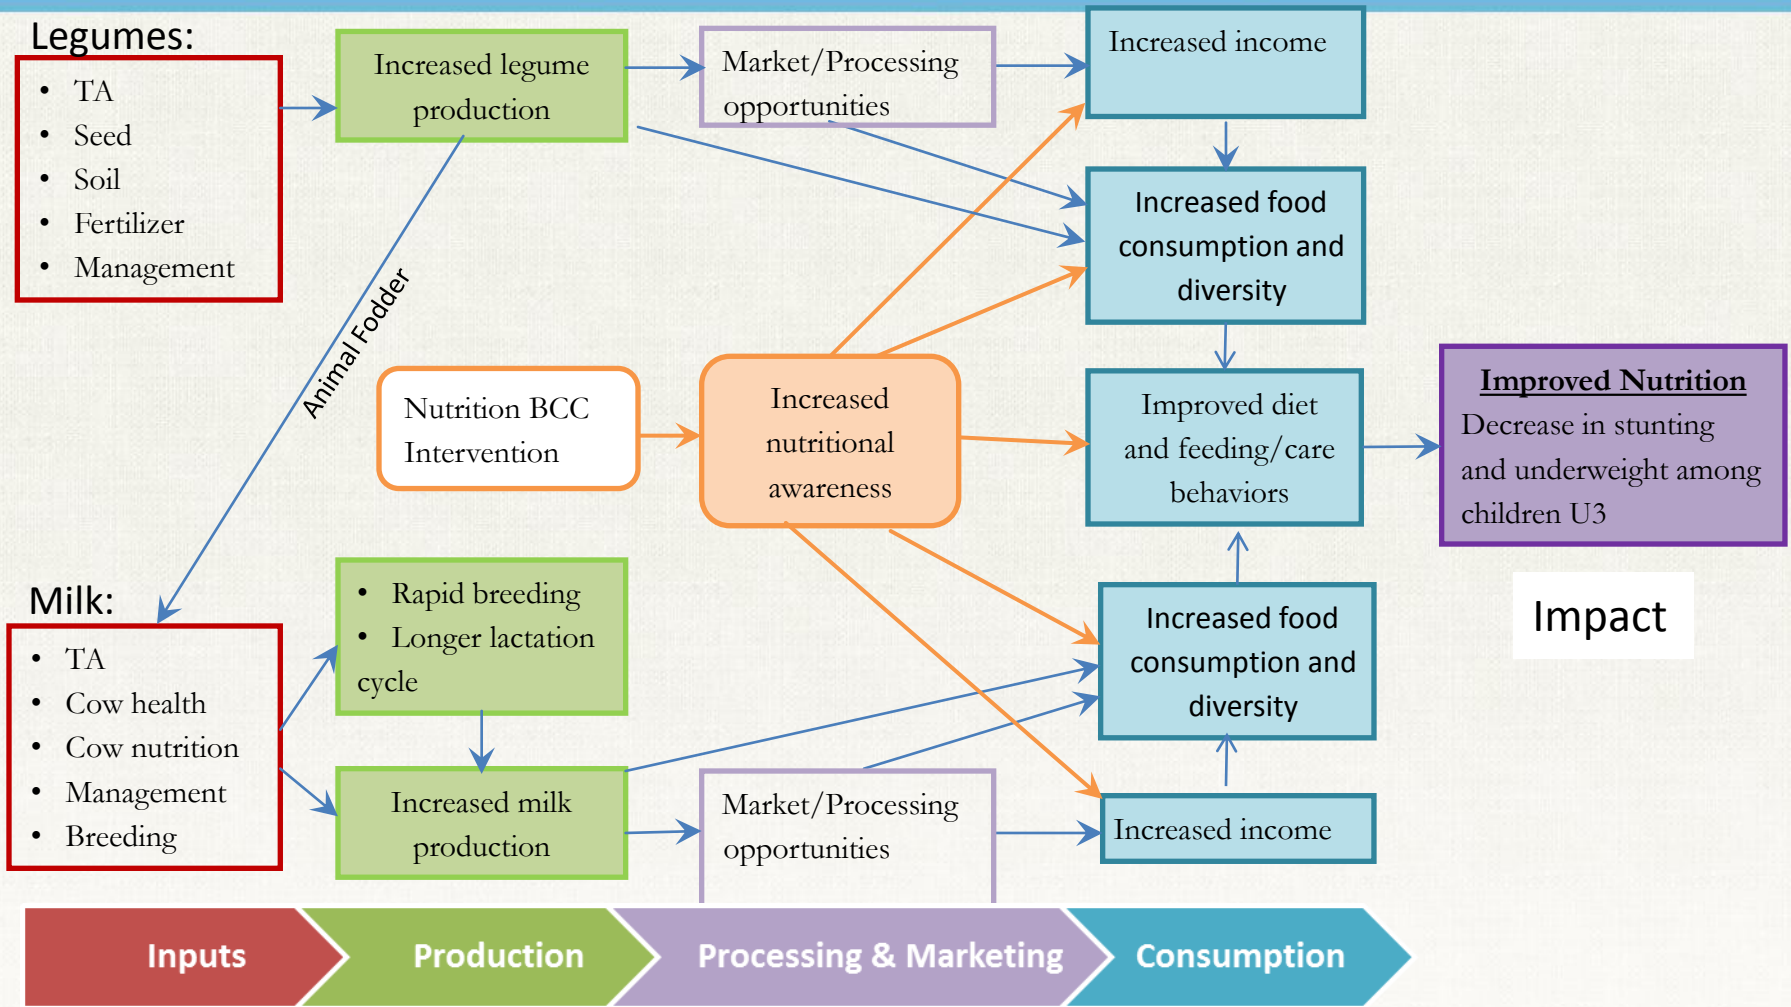 Legumes:
• TA
• Seed
• Soil
• Fertilizer
• Management
Increased legume
production
Market/Processing
opportunities
Increased income
Increased food
consumption and
diversity
Animal Fodder
Nutrition BCC
Intervention
Increased
nutritional
awareness
Improved diet
and feeding/care
behaviors
Improved Nutrition
Decrease in stunting
and underweight among
children U3
Impact
Milk:
• TA
• Cow health
• Cow nutrition
• Management
• Breeding
• Rapid breeding
• Longer lactation
cycle
Increased milk
production
Market/Processing
opportunities
Increased food
consumption and
diversity
Increased income
Inputs
Production
Processing & Marketing
Consumption